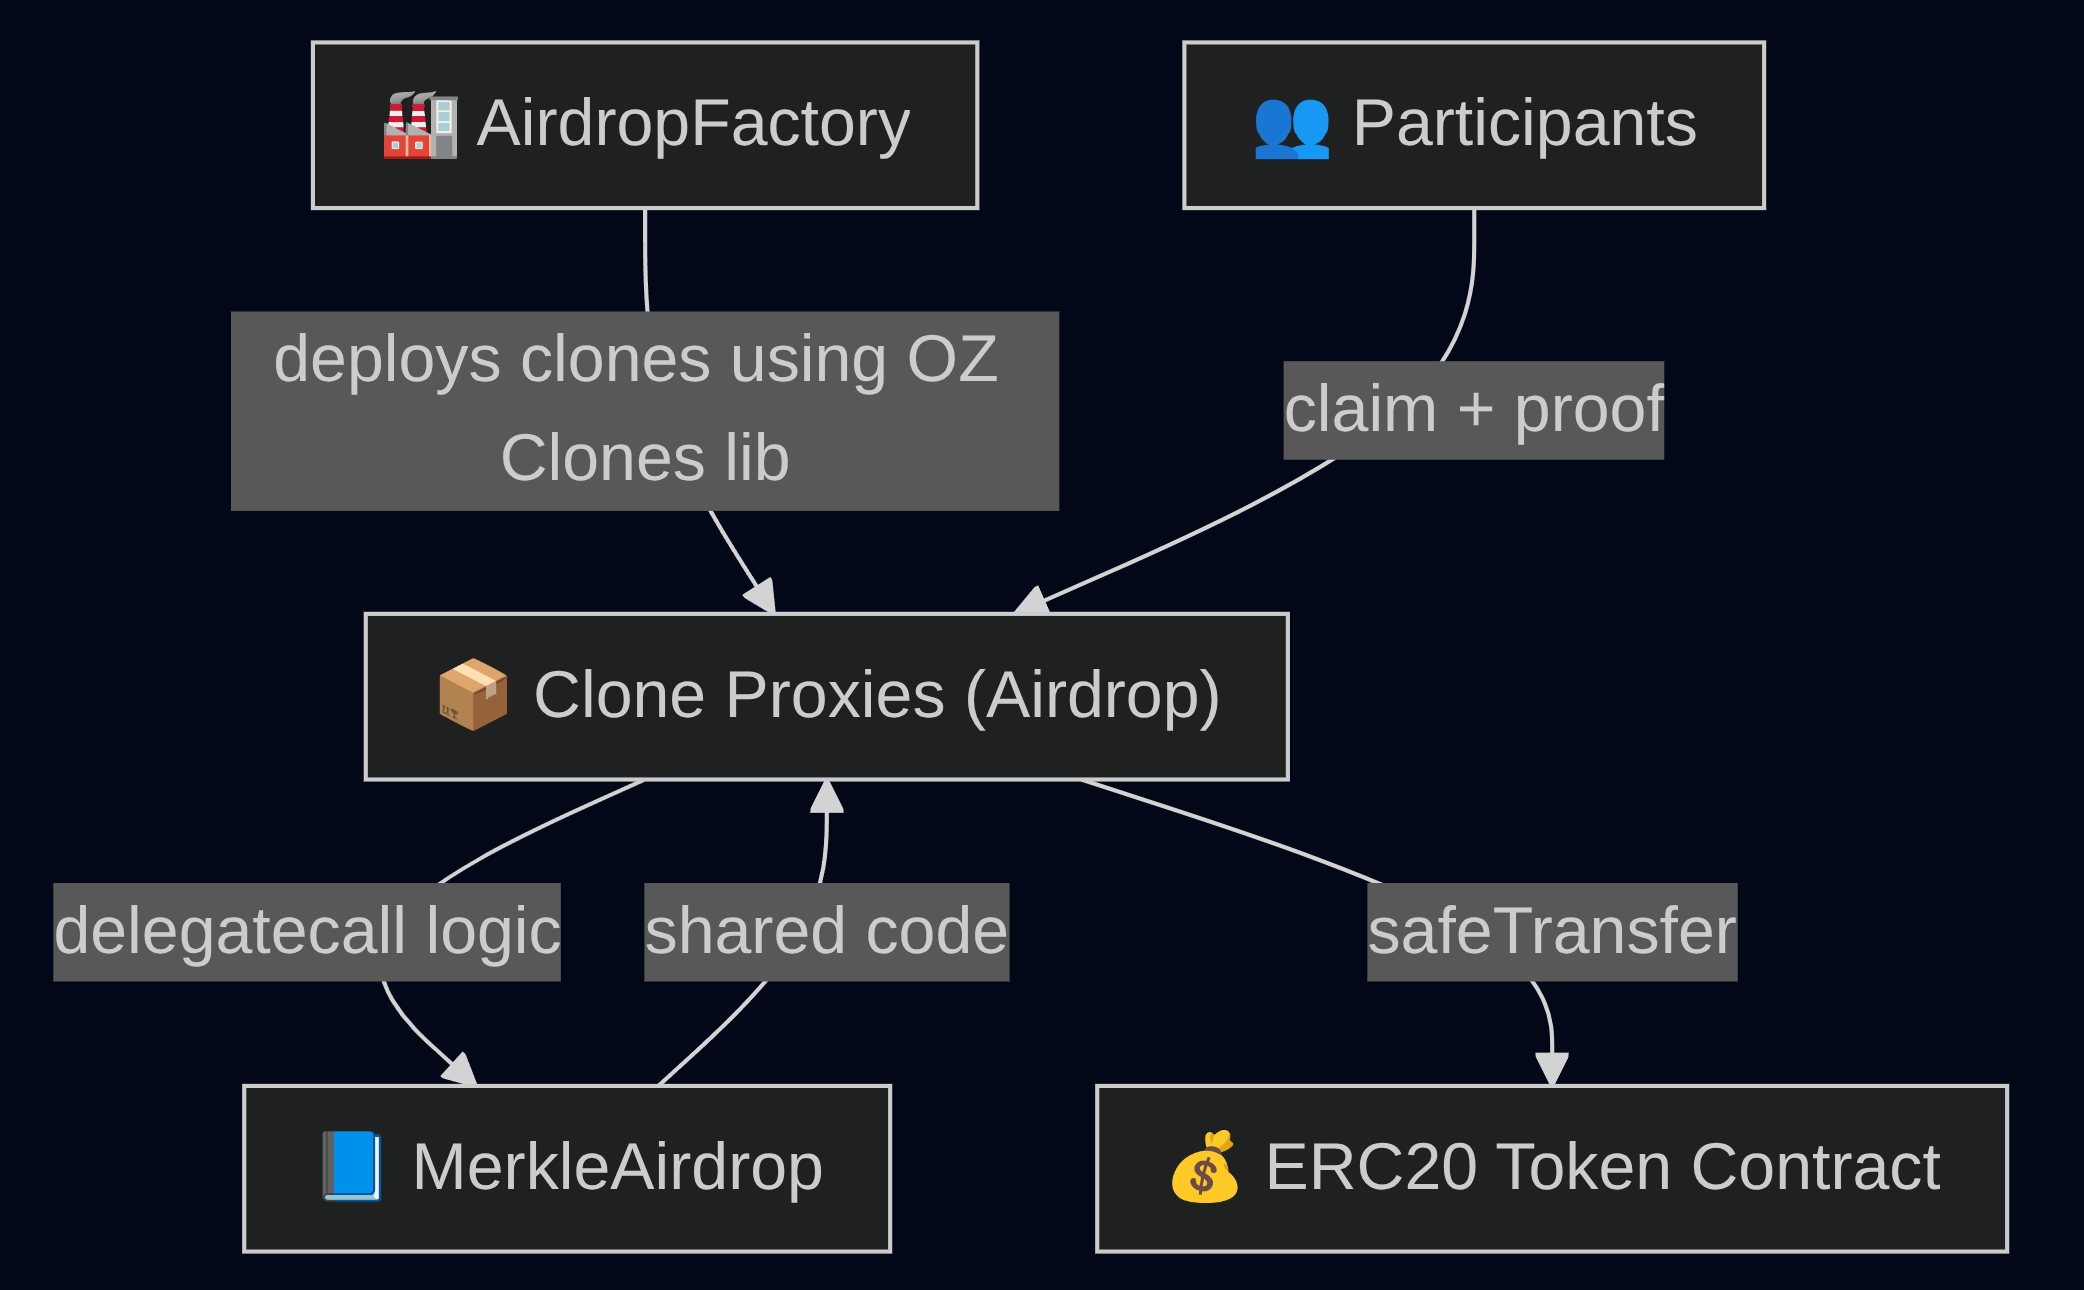 AirdropFactory
Participants
deploys clones using OZ
Clones lib
claim + proof
Clone Proxies (Airdrop)
delegatecall logic
shared code
safeTransfer
MerkleAirdrop
ERC20 Token Contract